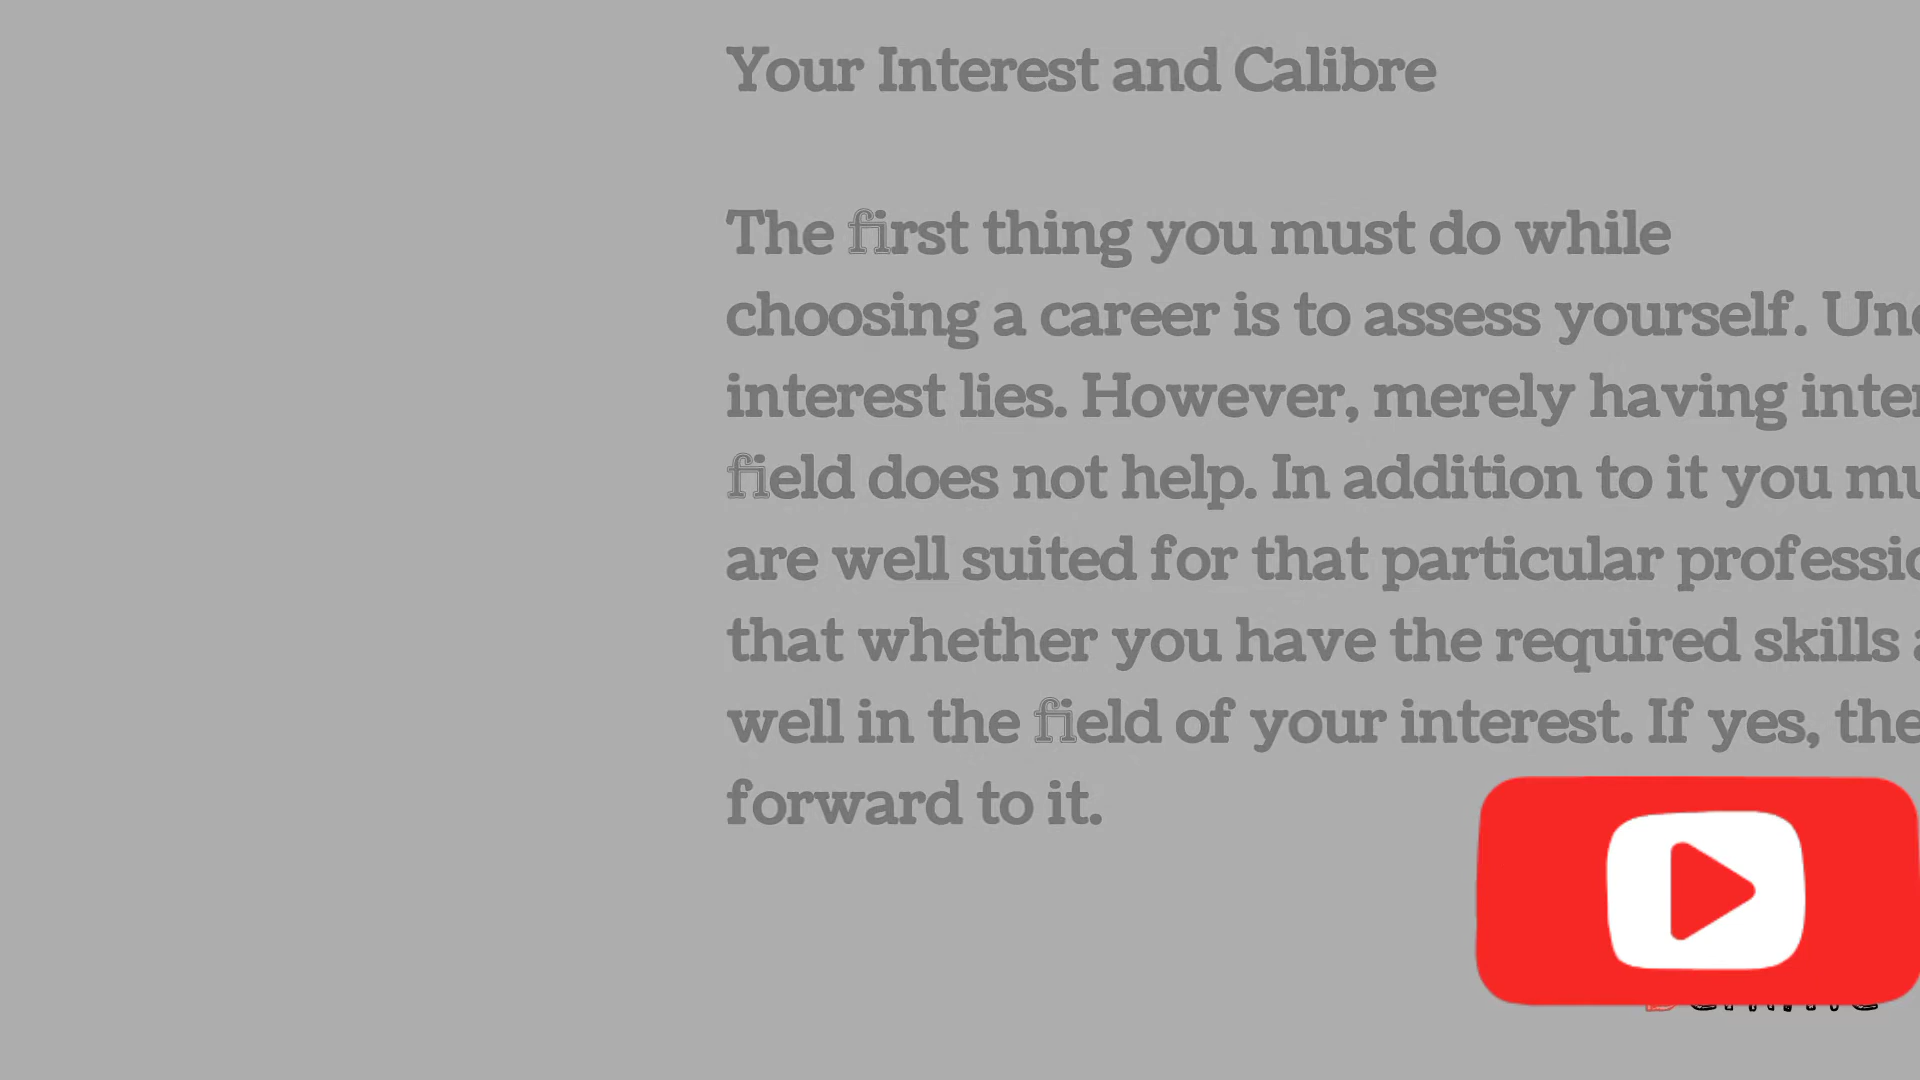 Your Interest and Calibre
The first thing you must do while
choosing a career is to assess yourself.
interest lies. However, merely having
field does not help. In addition to it you
are well suited for that particular
that whether you have the required skills
well in the field of your interest. If yes,
forward to it.